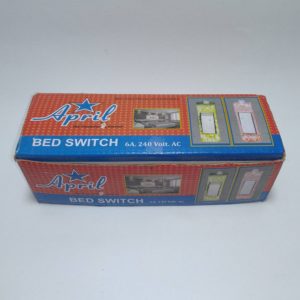 April
BED SWITCH 6A, 240 Volt. AC
April
BED SWITCH